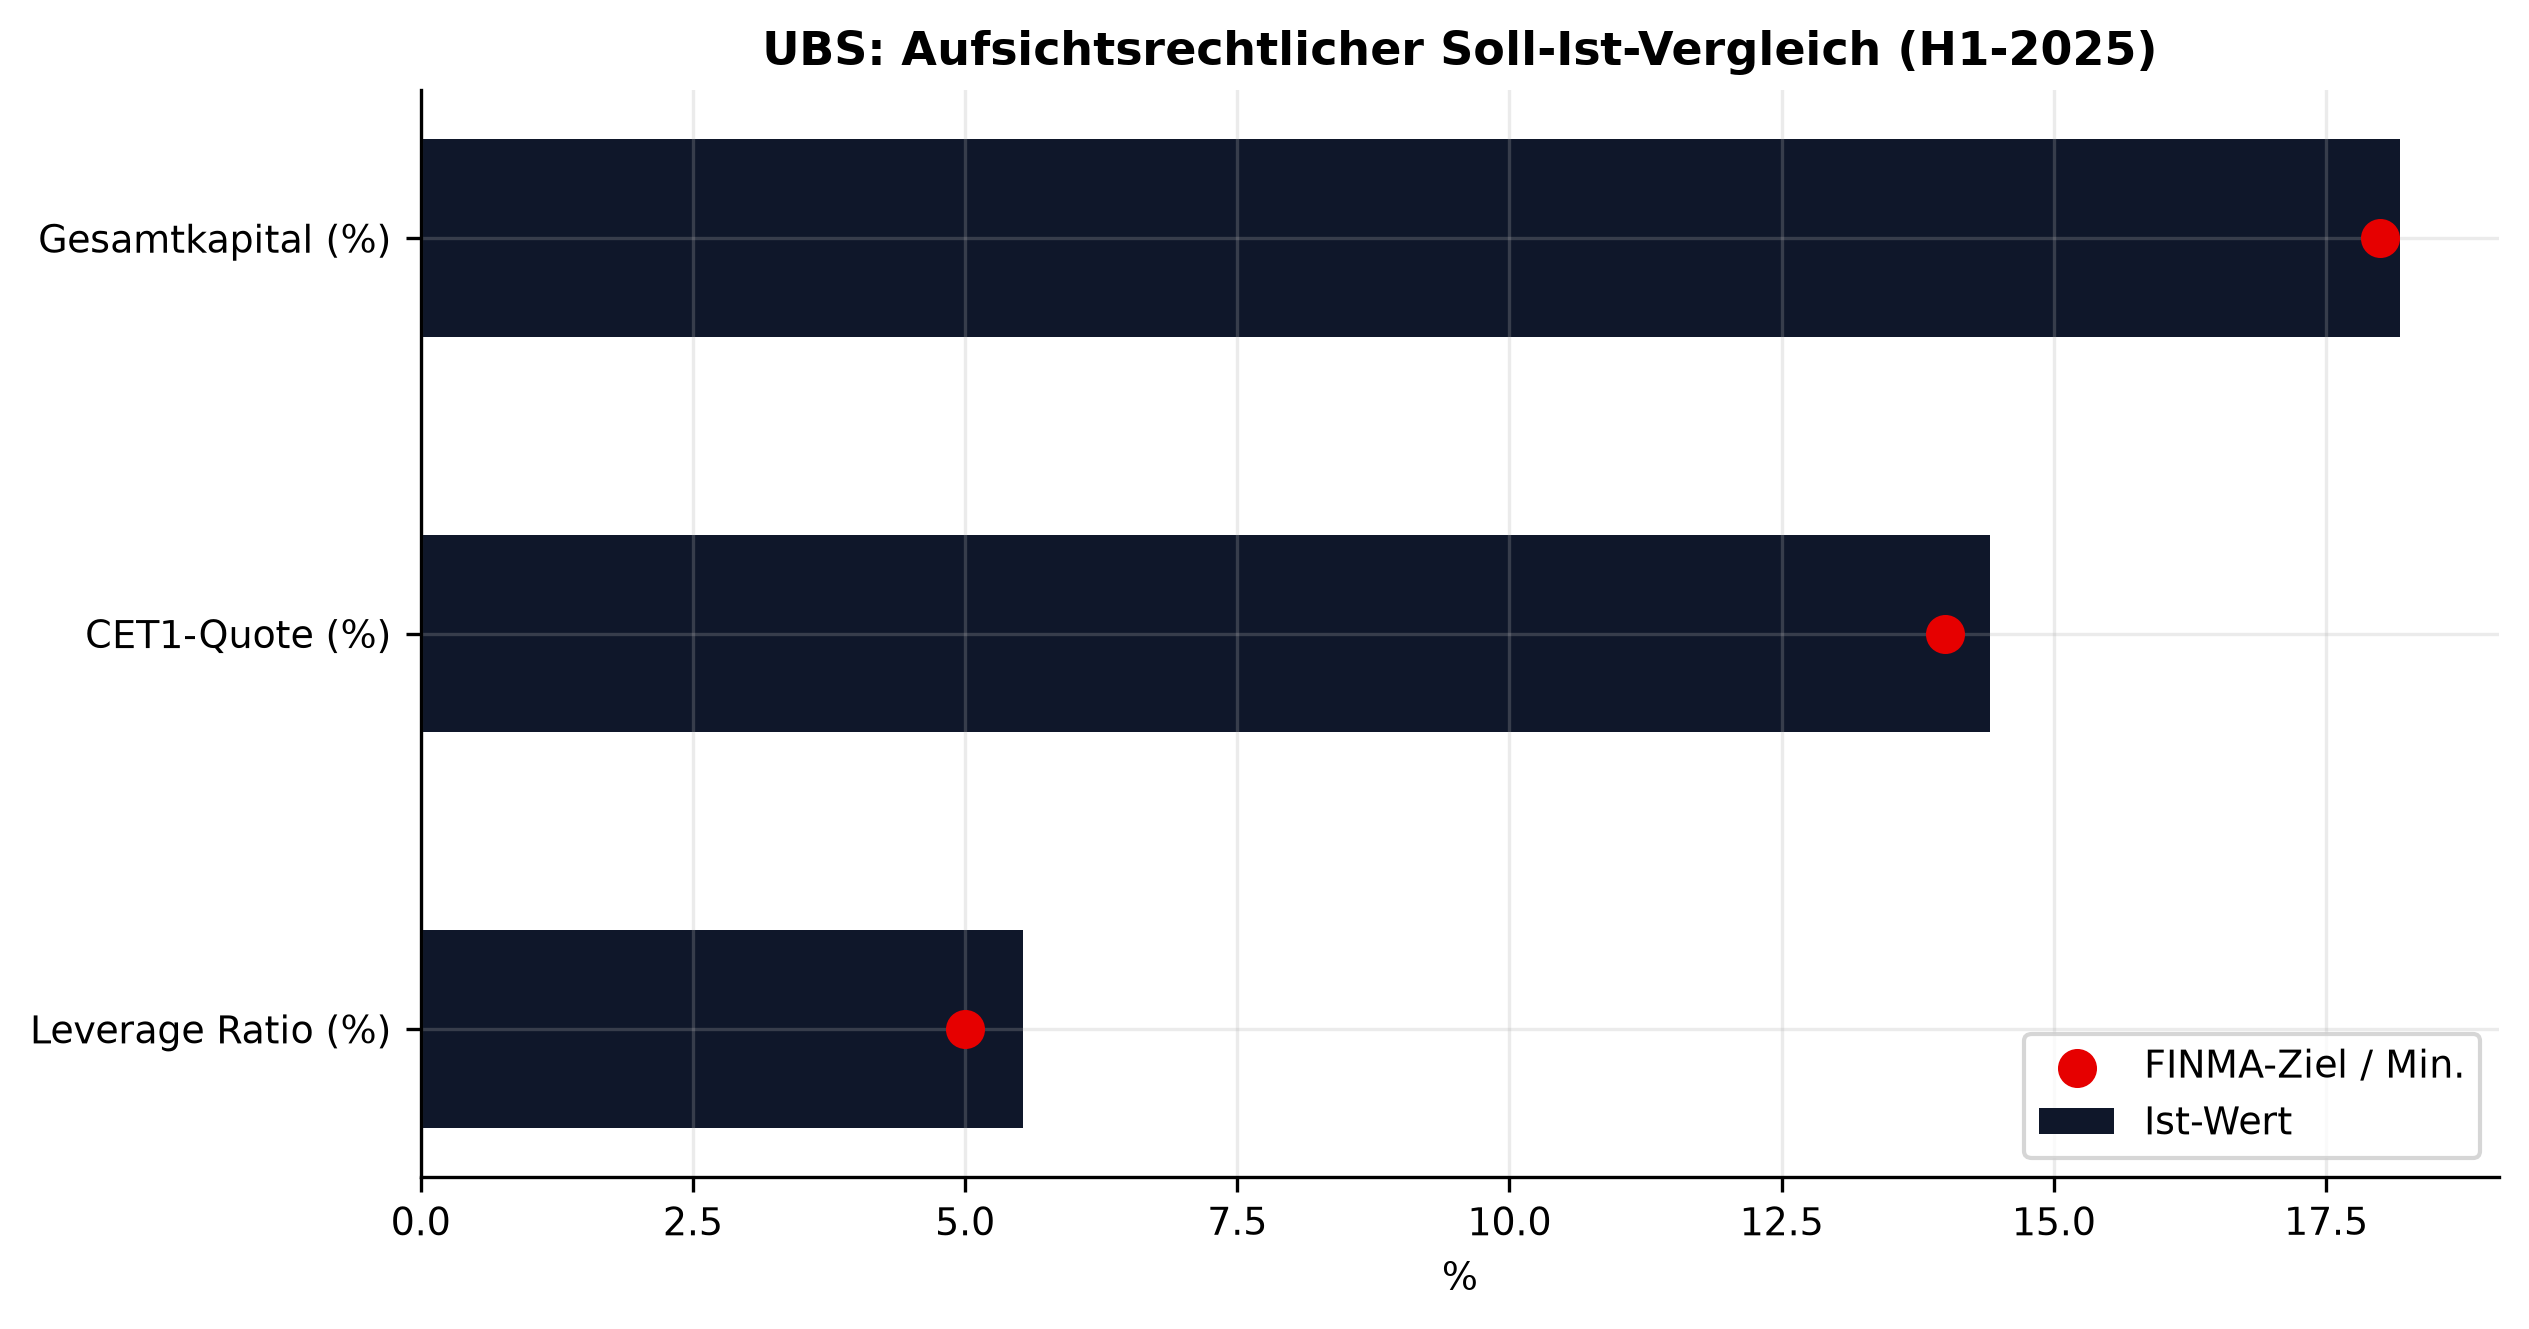 UBS: Aufsichtsrechtlicher Soll-Ist-Vergleich (H1-2025)
Gesamtkapital (%)
CET1-Quote (%)
Leverage Ratio (%)
FINMA-Ziel / Min.
Ist-Wert
0.0 2.5 5.0 7.5 10.0 12.5 15.0 17.5
%